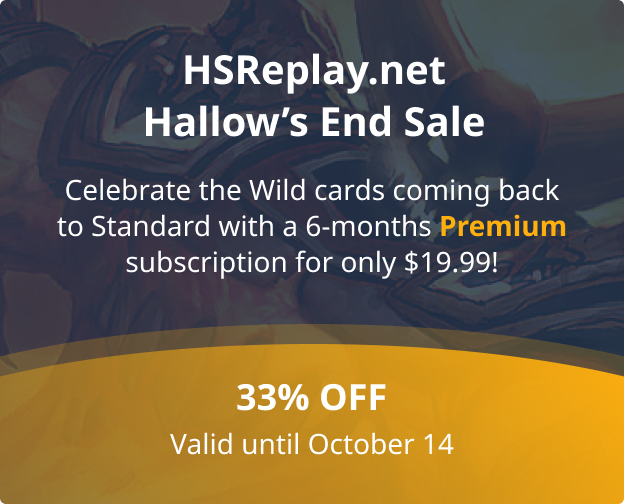 HSReplay.net
Hallow’s End Sale
Celebrate the Wild cards coming back
to Standard with a 6-months Premium
subscription for only $19.99!
33% OFF
Valid until October 14